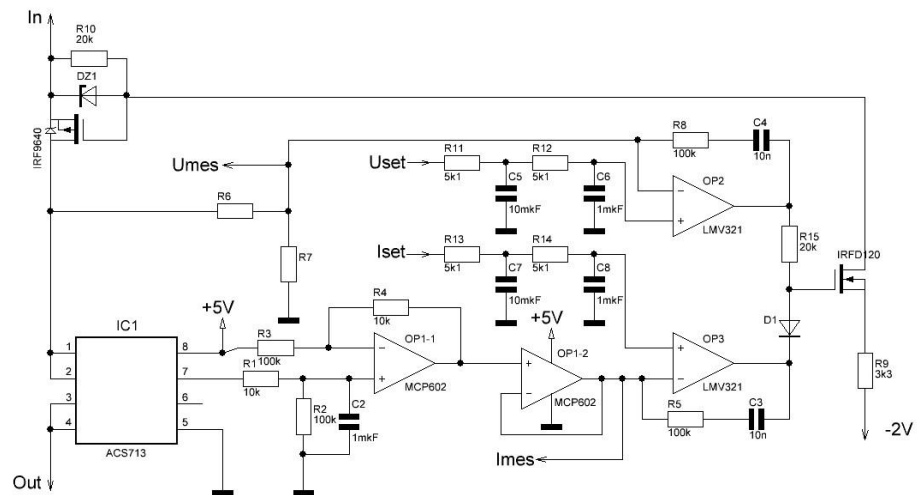 In
R10
20k
DZ1
IRF9640
Umes
R6
R7
Uset
R11
5k1
R12
5k1
C5
10mkF
C6
1mkF
R8
100k
C4
10n
OP2
LMV321
R15
20k
IRFD120
Iset
R13
5k1
R14
5k1
C7
10mkF
C8
1mkF
D1
+5V
IC1
R3
100k
R4
10k
OP1-1
MCP602
+5V
OP1-2
MCP602
OP3
LMV321
R9
3k3
1
2
3
4
8
7
6
5
ACS713
R1
10k
R2
100k
C2
1mkF
R5
100k
C3
10n
-2V
Imes
Out
+
−
+
−
+
−
+
−